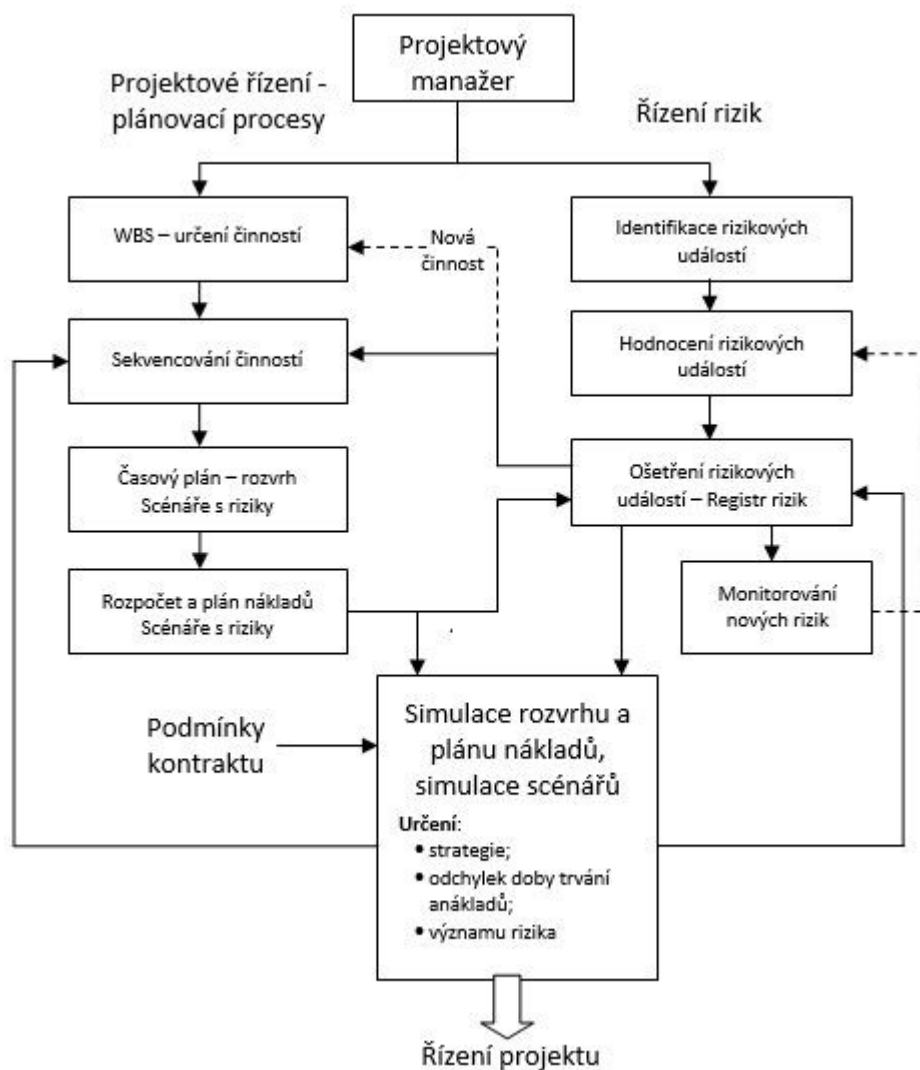 Projektový
manažer
Projektové řízení -
plánovací procesy
Řízení rizik
WBS – určení činností
Nová
činnost
Identifikace rizikových
událostí
Sekvencování činností
Hodnocení rizikových
událostí
Časový plán – rozvrh
Scénáře s riziky
Ošetření rizikových
událostí – Registr rizik
Rozpočet a plán nákladů
Scénáře s riziky
Monitorování
nových rizik
Podmínky
kontraktu
Simulace rozvrhu a
plánu nákladů,
simulace scénářů
Určení:
• strategie;
• odchylek doby trvání
anákladů;
• významu rizika
Řízení projektu